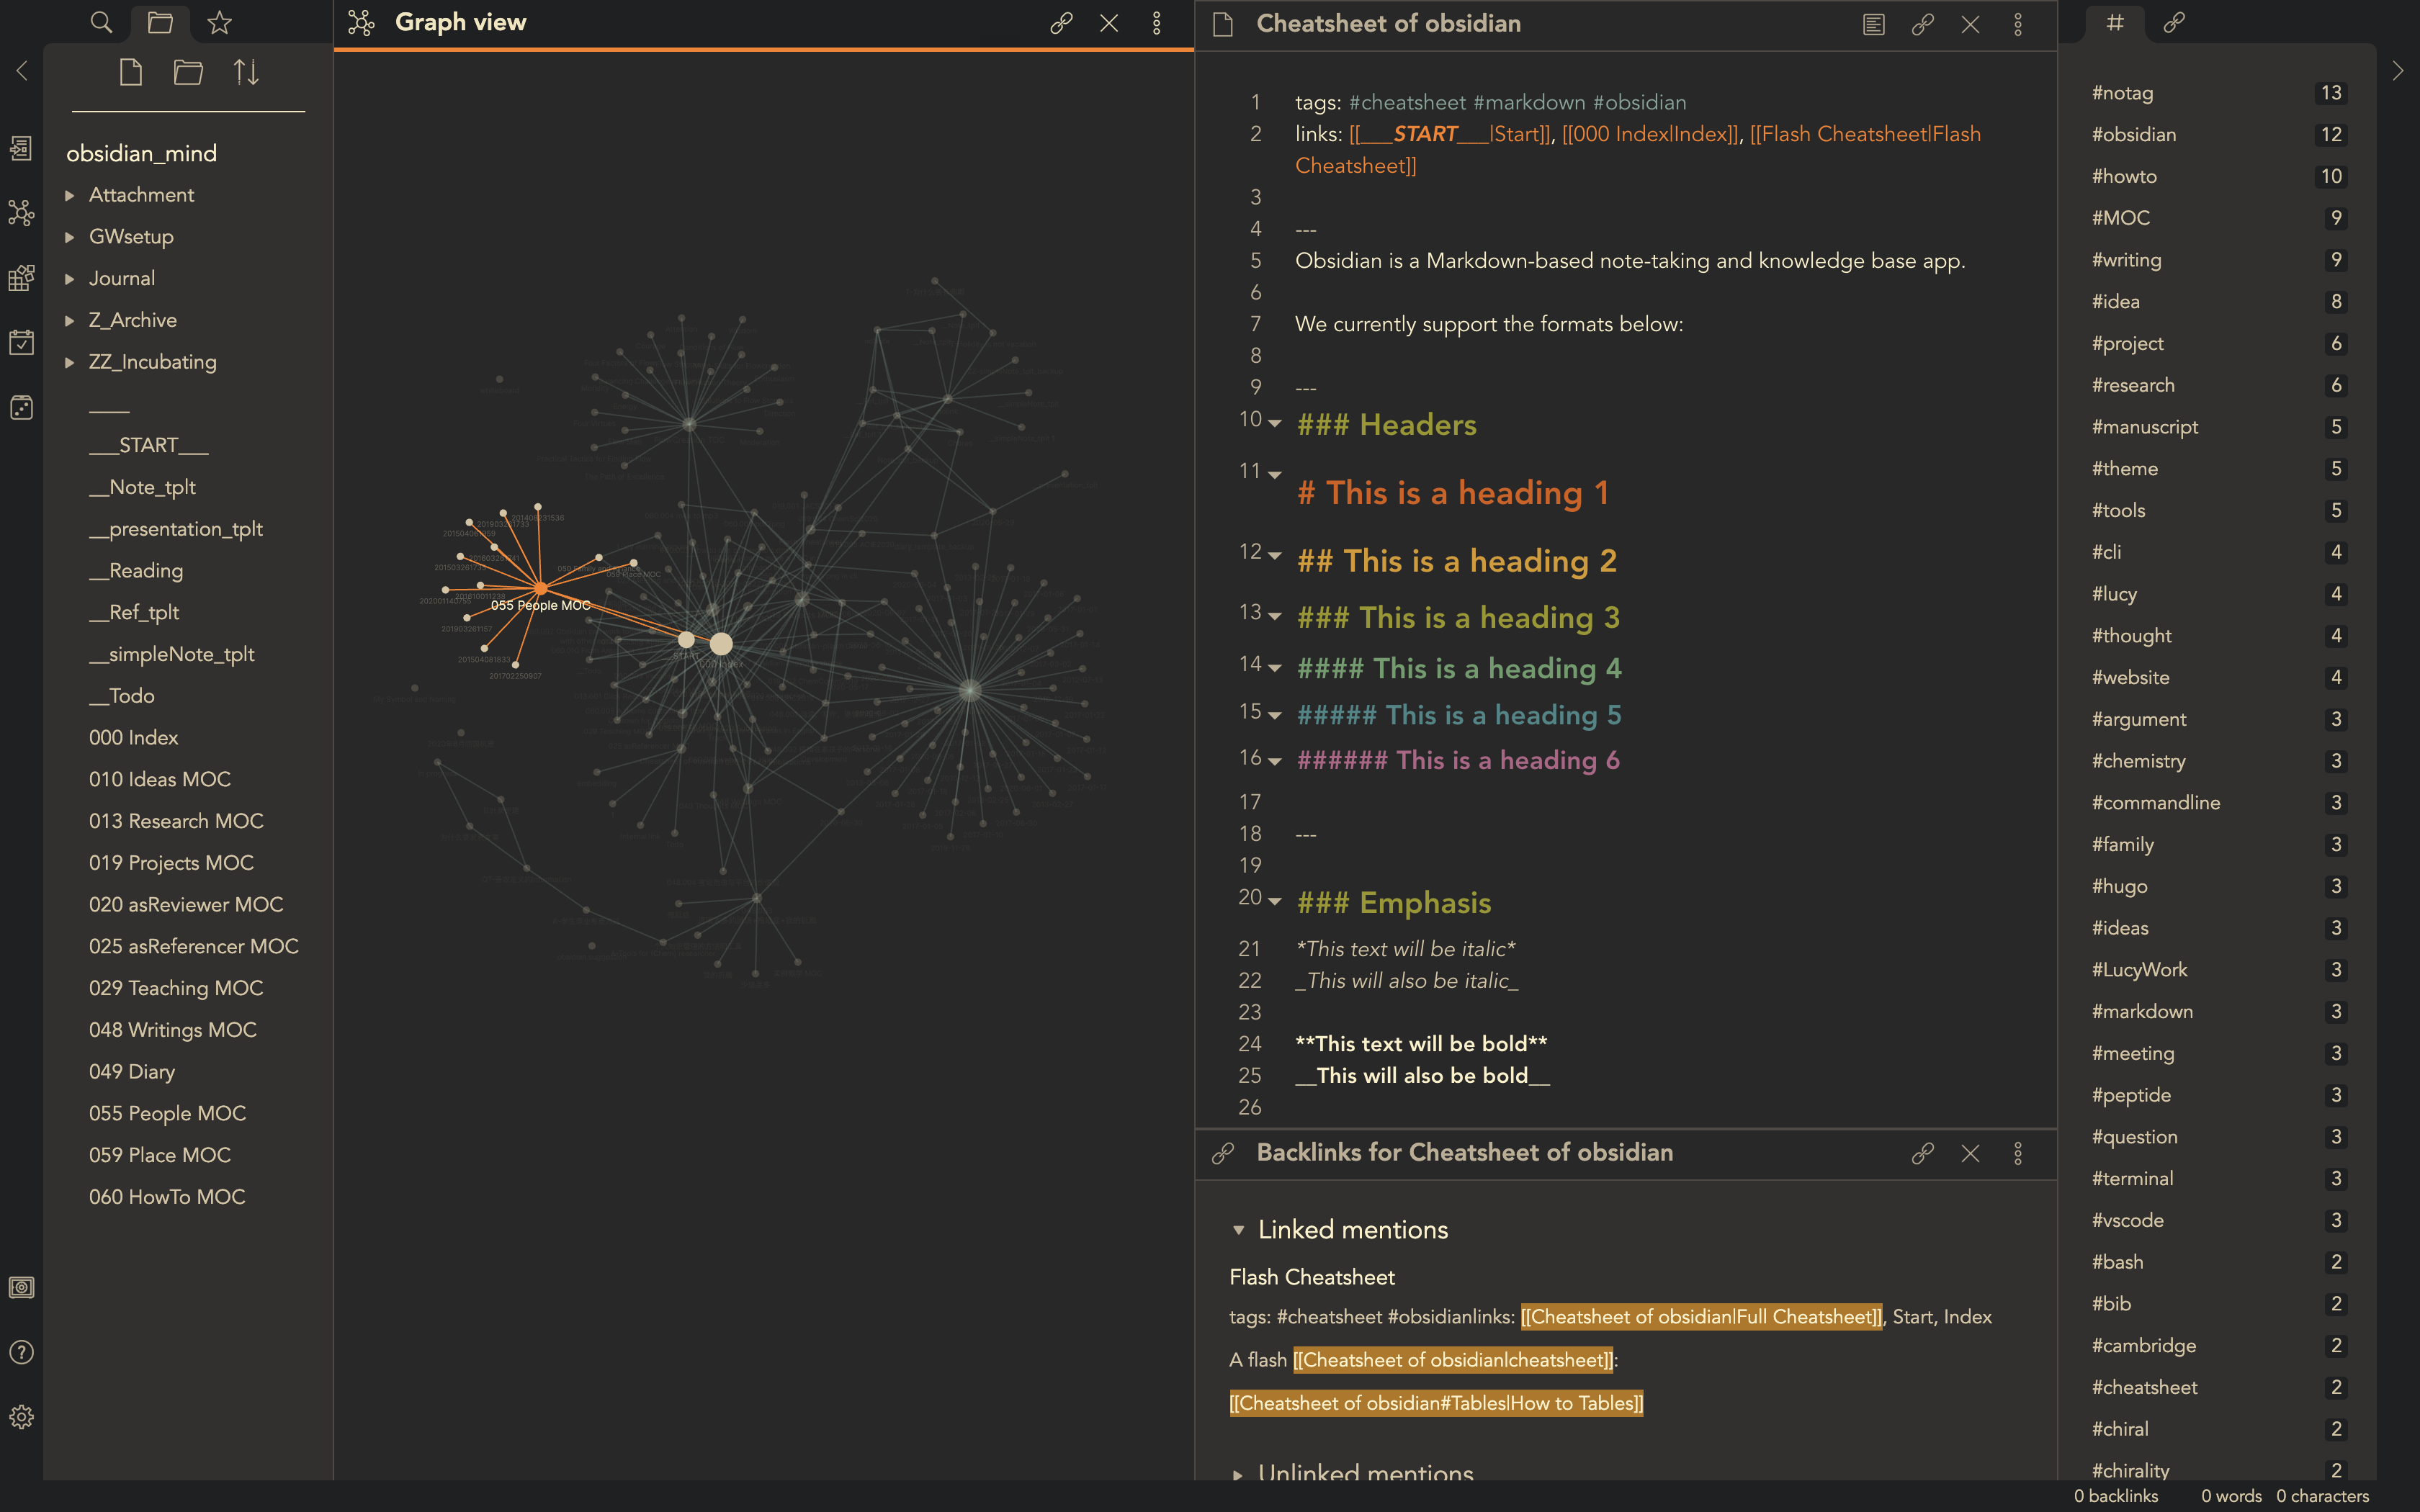 Graph view
Cheatsheet of obsidian
obsidian_mind
Attachment
GWsetup
Journal
Z_Archive
ZZ_Incubating
____
___START___
__Note_tplt
__presentation_tplt
__Reading
__Ref_tplt
__simpleNote_tplt
__Todo
000 Index
010 Ideas MOC
013 Research MOC
019 Projects MOC
020 asReviewer MOC
025 asReferencer MOC
029 Teaching MOC
048 Writings MOC
049 Diary
055 People MOC
059 Place MOC
060 HowTo MOC
201408231536
055 People MOC
201903261157
201504081833
201702250907
000 Index
1 tags: #cheatsheet #markdown #obsidian
2 links: [[___START___|Start]], [[000 Index|Index]], [[Flash Cheatsheet|Flash
Cheatsheet]]
3
4 ---
5 Obsidian is a Markdown-based note-taking and knowledge base app.
6
7 We currently support the formats below:
8
9 ---
10 ### Headers
11 # This is a heading 1
12 ## This is a heading 2
13 ### This is a heading 3
14 #### This is a heading 4
15 ##### This is a heading 5
16 ###### This is a heading 6
17
18 ---
19
20 ### Emphasis
21 *This text will be italic*
22 _This will also be italic_
23
24 **This text will be bold**
25 __This will also be bold__
26
Backlinks for Cheatsheet of obsidian
Linked mentions
Flash Cheatsheet
tags: #cheatsheet #obsidianlinks: [[Cheatsheet of obsidian|Full Cheatsheet]], Start, Index
A flash [[Cheatsheet of obsidian|cheatsheet]]:
[[Cheatsheet of obsidian#Tables|How to Tables]]
Unlinked mentions
#notag 13
#obsidian 12
#howto 10
#MOC 9
#writing 9
#idea 8
#project 6
#research 6
#manuscript 5
#theme 5
#tools 5
#cli 4
#lucy 4
#thought 4
#website 4
#argument 3
#chemistry 3
#commandline 3
#family 3
#hugo 3
#ideas 3
#LucyWork 3
#markdown 3
#meeting 3
#peptide 3
#question 3
#terminal 3
#vscode 3
#bash 2
#bib 2
#cambridge 2
#cheatsheet 2
#chiral 2
#chirality 2
0 backlinks 0 words 0 characters